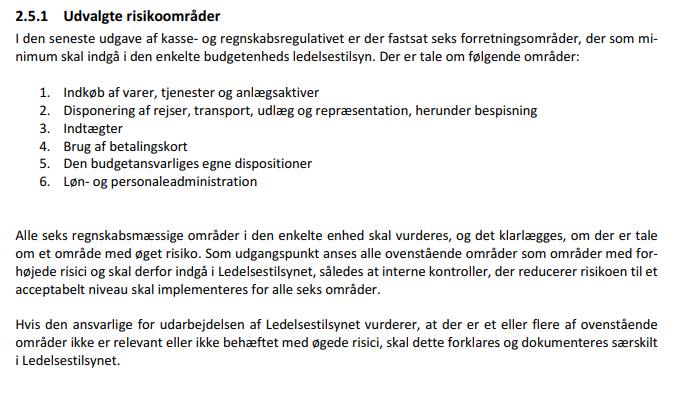 2.5.1 Udvalgte risikoområder
I den seneste udgave af kasse- og regnskabsregulativet er der fastsat seks forretningsområder, der som mi-
nimum skal indgå i den enkelte budgetenheds ledelsestilsyn. Der er tale om følgende områder:
1. Indkøb af varer, tjenester og anlægsaktiver
2. Disponering af rejser, transport, udlæg og repræsentation, herunder bespisning
3. Indtægter
4. Brug af betalingskort
5. Den budgetansvarliges egne dispositioner
6. Løn- og personaleadministration
Alle seks regnskabsmæssige områder i den enkelte enhed skal vurderes, og det klarlægges, om der er tale
om et område med øget risiko. Som udgangspunkt anses alle ovenstående områder som områder med for-
højede risici og skal derfor indgå i Ledelsestilsynet, således at interne kontroller, der reducerer risikoen til et
acceptabelt niveau skal implementeres for alle seks områder.
Hvis den ansvarlige for udarbejdelsen af Ledelsestilsynet vurderer, at der er et eller flere af ovenstående
områder ikke er relevant eller ikke behæftet med øgede risici, skal dette forklares og dokumenteres særskilt
i Ledelsestilsynet.